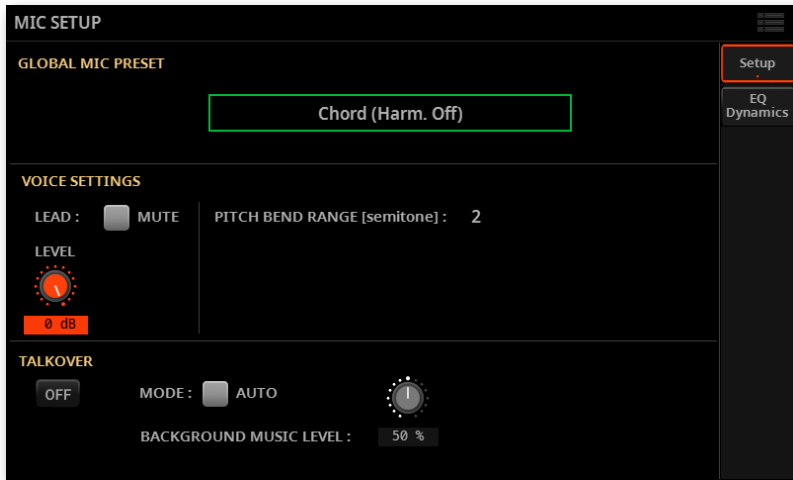 MIC SETUP
GLOBAL MIC PRESET
Setup
Chord (Harm. Off)
EQ
Dynamics
VOICE SETTINGS
LEAD : MUTE PITCH BEND RANGE [semitone] : 2
LEVEL
0 dB
TALKOVER
OFF MODE : AUTO
BACKGROUND MUSIC LEVEL : 50 %